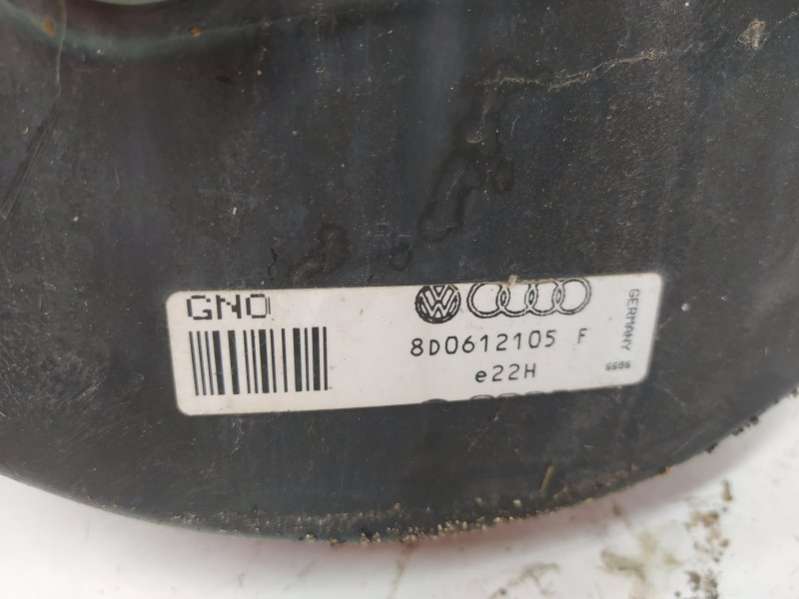 GNO
8D0612105 F
e22H
GERMANY